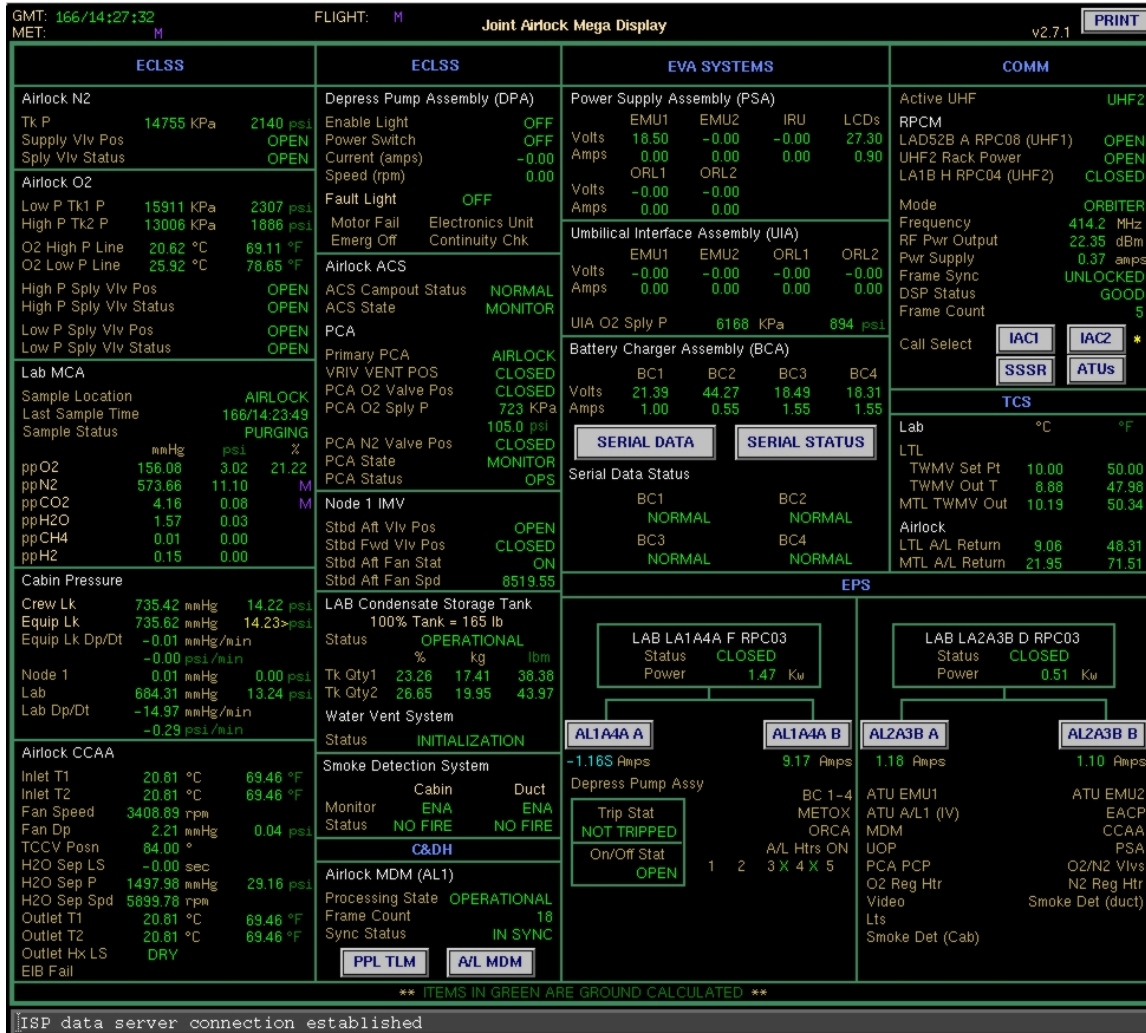 GMT: 166/14:27:32 FLIGHT: M
MET: M
Joint Airlock Mega Display
v2.7.1 PRINT
ECLSS
Airlock N2
Tk P 14755 KPa 2140 psi
Supply Vlv Pos OPEN
Sply Vlv Status OPEN
Airlock O2
Low P Tk1 P 15911 KPa 2307 psi
High P Tk2 P 13006 KPa 1886 psi
O2 High P Line 20.62 °C 69.11 °F
O2 Low P Line 25.92 °C 78.65 °F
High P Sply Vlv Pos OPEN
High P Sply Vlv Status OPEN
Low P Sply Vlv Pos OPEN
Low P Sply Vlv Status OPEN
Lab MCA
Sample Location AIRLOCK
Last Sample Time 166/14:23:49
Sample Status PURGING
mmHg psi %
ppO2 156.08 3.02 21.22
ppN2 573.66 11.10 M
ppCO2 4.16 0.08 M
ppH2O 1.57 0.03
ppCH4 0.01 0.00
ppH2 0.15 0.00
Cabin Pressure
Crew Lk 735.42 mmHg 14.22 psi
Equip Lk 735.62 mmHg 14.23>psi
Equip Lk Dp/Dt -0.01 mmHg/min
-0.00 psi/min
Node 1 0.01 mmHg 0.00 psi
Lab 684.31 mmHg 13.24 psi
Lab Dp/Dt -14.97 mmHg/min
-0.29 psi/min
Airlock CCAA
Inlet T1 20.81 °C 69.46 °F
Inlet T2 20.81 °C 69.46 °F
Fan Speed 3408.89 rpm
Fan Dp 2.21 mmHg 0.04 psi
TCCV Posn 84.00 °
H2O Sep LS -0.00 sec
H2O Sep P 1497.98 mmHg 29.16 psi
H2O Sep Spd 5899.78 rpm
Outlet T1 20.81 °C 69.46 °F
Outlet T2 20.81 °C 69.46 °F
Outlet Hx LS DRY
EIB Fail
ECLSS
Depress Pump Assembly (DPA)
Enable Light OFF
Power Switch OFF
Current (amps) -0.00
Speed (rpm) 0.00
Fault Light OFF
Motor Fail Electronics Unit
Emerg Off Continuity Chk
Airlock ACS
ACS Campout Status NORMAL
ACS State MONITOR
PCA
Primary PCA AIRLOCK
VRIV VENT POS CLOSED
PCA O2 Valve Pos CLOSED
PCA O2 Sply P 723 KPa
105.0 psi
PCA N2 Valve Pos CLOSED
PCA State MONITOR
PCA Status OPS
Node 1 IMV
Stbd Aft Vlv Pos OPEN
Stbd Fwd Vlv Pos CLOSED
Stbd Aft Fan Stat ON
Stbd Aft Fan Spd 8519.55
LAB Condensate Storage Tank
100% Tank = 165 lb
Status OPERATIONAL
% kg lbm
Tk Qty1 23.26 17.41 38.38
Tk Qty2 26.65 19.95 43.97
Water Vent System
Status INITIALIZATION
Smoke Detection System
Cabin Duct
Monitor ENA ENA
Status NO FIRE NO FIRE
C&DH
Airlock MDM (AL1)
Processing State OPERATIONAL
Frame Count 18
Sync Status IN SYNC
PPL TLM A/L MDM
EVA SYSTEMS
Power Supply Assembly (PSA)
EMU1 EMU2 IRU LCDs
Volts 18.50 -0.00 -0.00 27.30
Amps 0.00 0.00 0.00 0.90
ORL1 ORL2
Volts -0.00 -0.00
Amps 0.00 0.00
Umbilical Interface Assembly (UIA)
EMU1 EMU2 ORL1 ORL2
Volts -0.00 -0.00 -0.00 -0.00
Amps 0.00 0.00 0.00 0.00
UIA O2 Sply P 6168 KPa 894 psi
Battery Charger Assembly (BCA)
BC1 BC2 BC3 BC4
Volts 21.39 44.27 18.49 18.31
Amps 1.00 0.55 1.55 1.55
SERIAL DATA SERIAL STATUS
Serial Data Status
BC1 BC2
NORMAL NORMAL
BC3 BC4
NORMAL NORMAL
COMM
Active UHF UHF2
RPCM
LAD52B A RPC08 (UHF1) OPEN
UHF2 Rack Power OPEN
LA1B H RPC04 (UHF2) CLOSED
Mode ORBITER
Frequency 414.2 MHz
RF Pwr Output 22.35 dBm
Pwr Supply 0.37 amps
Frame Sync UNLOCKED
DSP Status GOOD
Frame Count 5
Call Select IAC1 IAC2 *
SSSR ATUs
TCS
Lab °C °F
LTL
TWMV Set Pt 10.00 50.00
TWMV Out T 8.88 47.98
MTL TWMV Out 10.19 50.34
Airlock
LTL A/L Return 9.06 48.31
MTL A/L Return 21.95 71.51
EPS
LAB LA1A4A F RPC03
Status CLOSED
Power 1.47 Kw
AL1A4A A AL1A4A B
-1.16S Amps 9.17 Amps
Depress Pump Assy
Trip Stat
NOT TRIPPED
On/Off Stat
OPEN
BC 1-4
METOX
ORCA
A/L Htrs ON
1 2 3 X 4 X 5
LAB LA2A3B D RPC03
Status CLOSED
Power 0.51 Kw
AL2A3B A AL2A3B B
1.18 Amps 1.10 Amps
ATU EMU1 ATU EMU2
ATU A/L1 (IV) EACP
MDM CCAA
UOP PSA
PCA PCP O2/N2 Vlvs
O2 Reg Htr N2 Reg Htr
Video Smoke Det (duct)
Lts
Smoke Det (Cab)
** ITEMS IN GREEN ARE GROUND CALCULATED **
ISP data server connection established